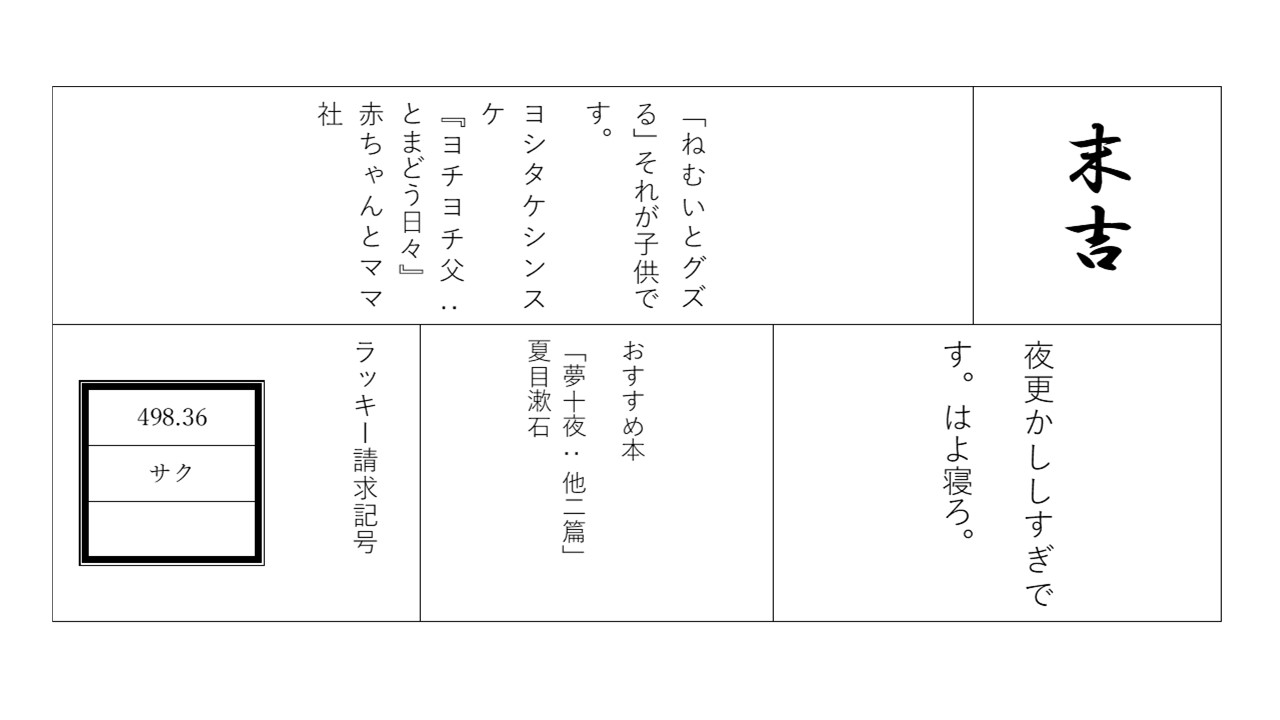 末吉
「ねむいとグズ
る」それが子供で
す。
ヨシタケシンス
ケ
『ヨチヨチ父：
とまどう日々』
赤ちゃんとママ
社
夜更かししすぎで
す。はよ寝ろ。
おすすめ本
「夢十夜：他二篇」
夏目漱石
ラッキー請求記号
498.36
サク